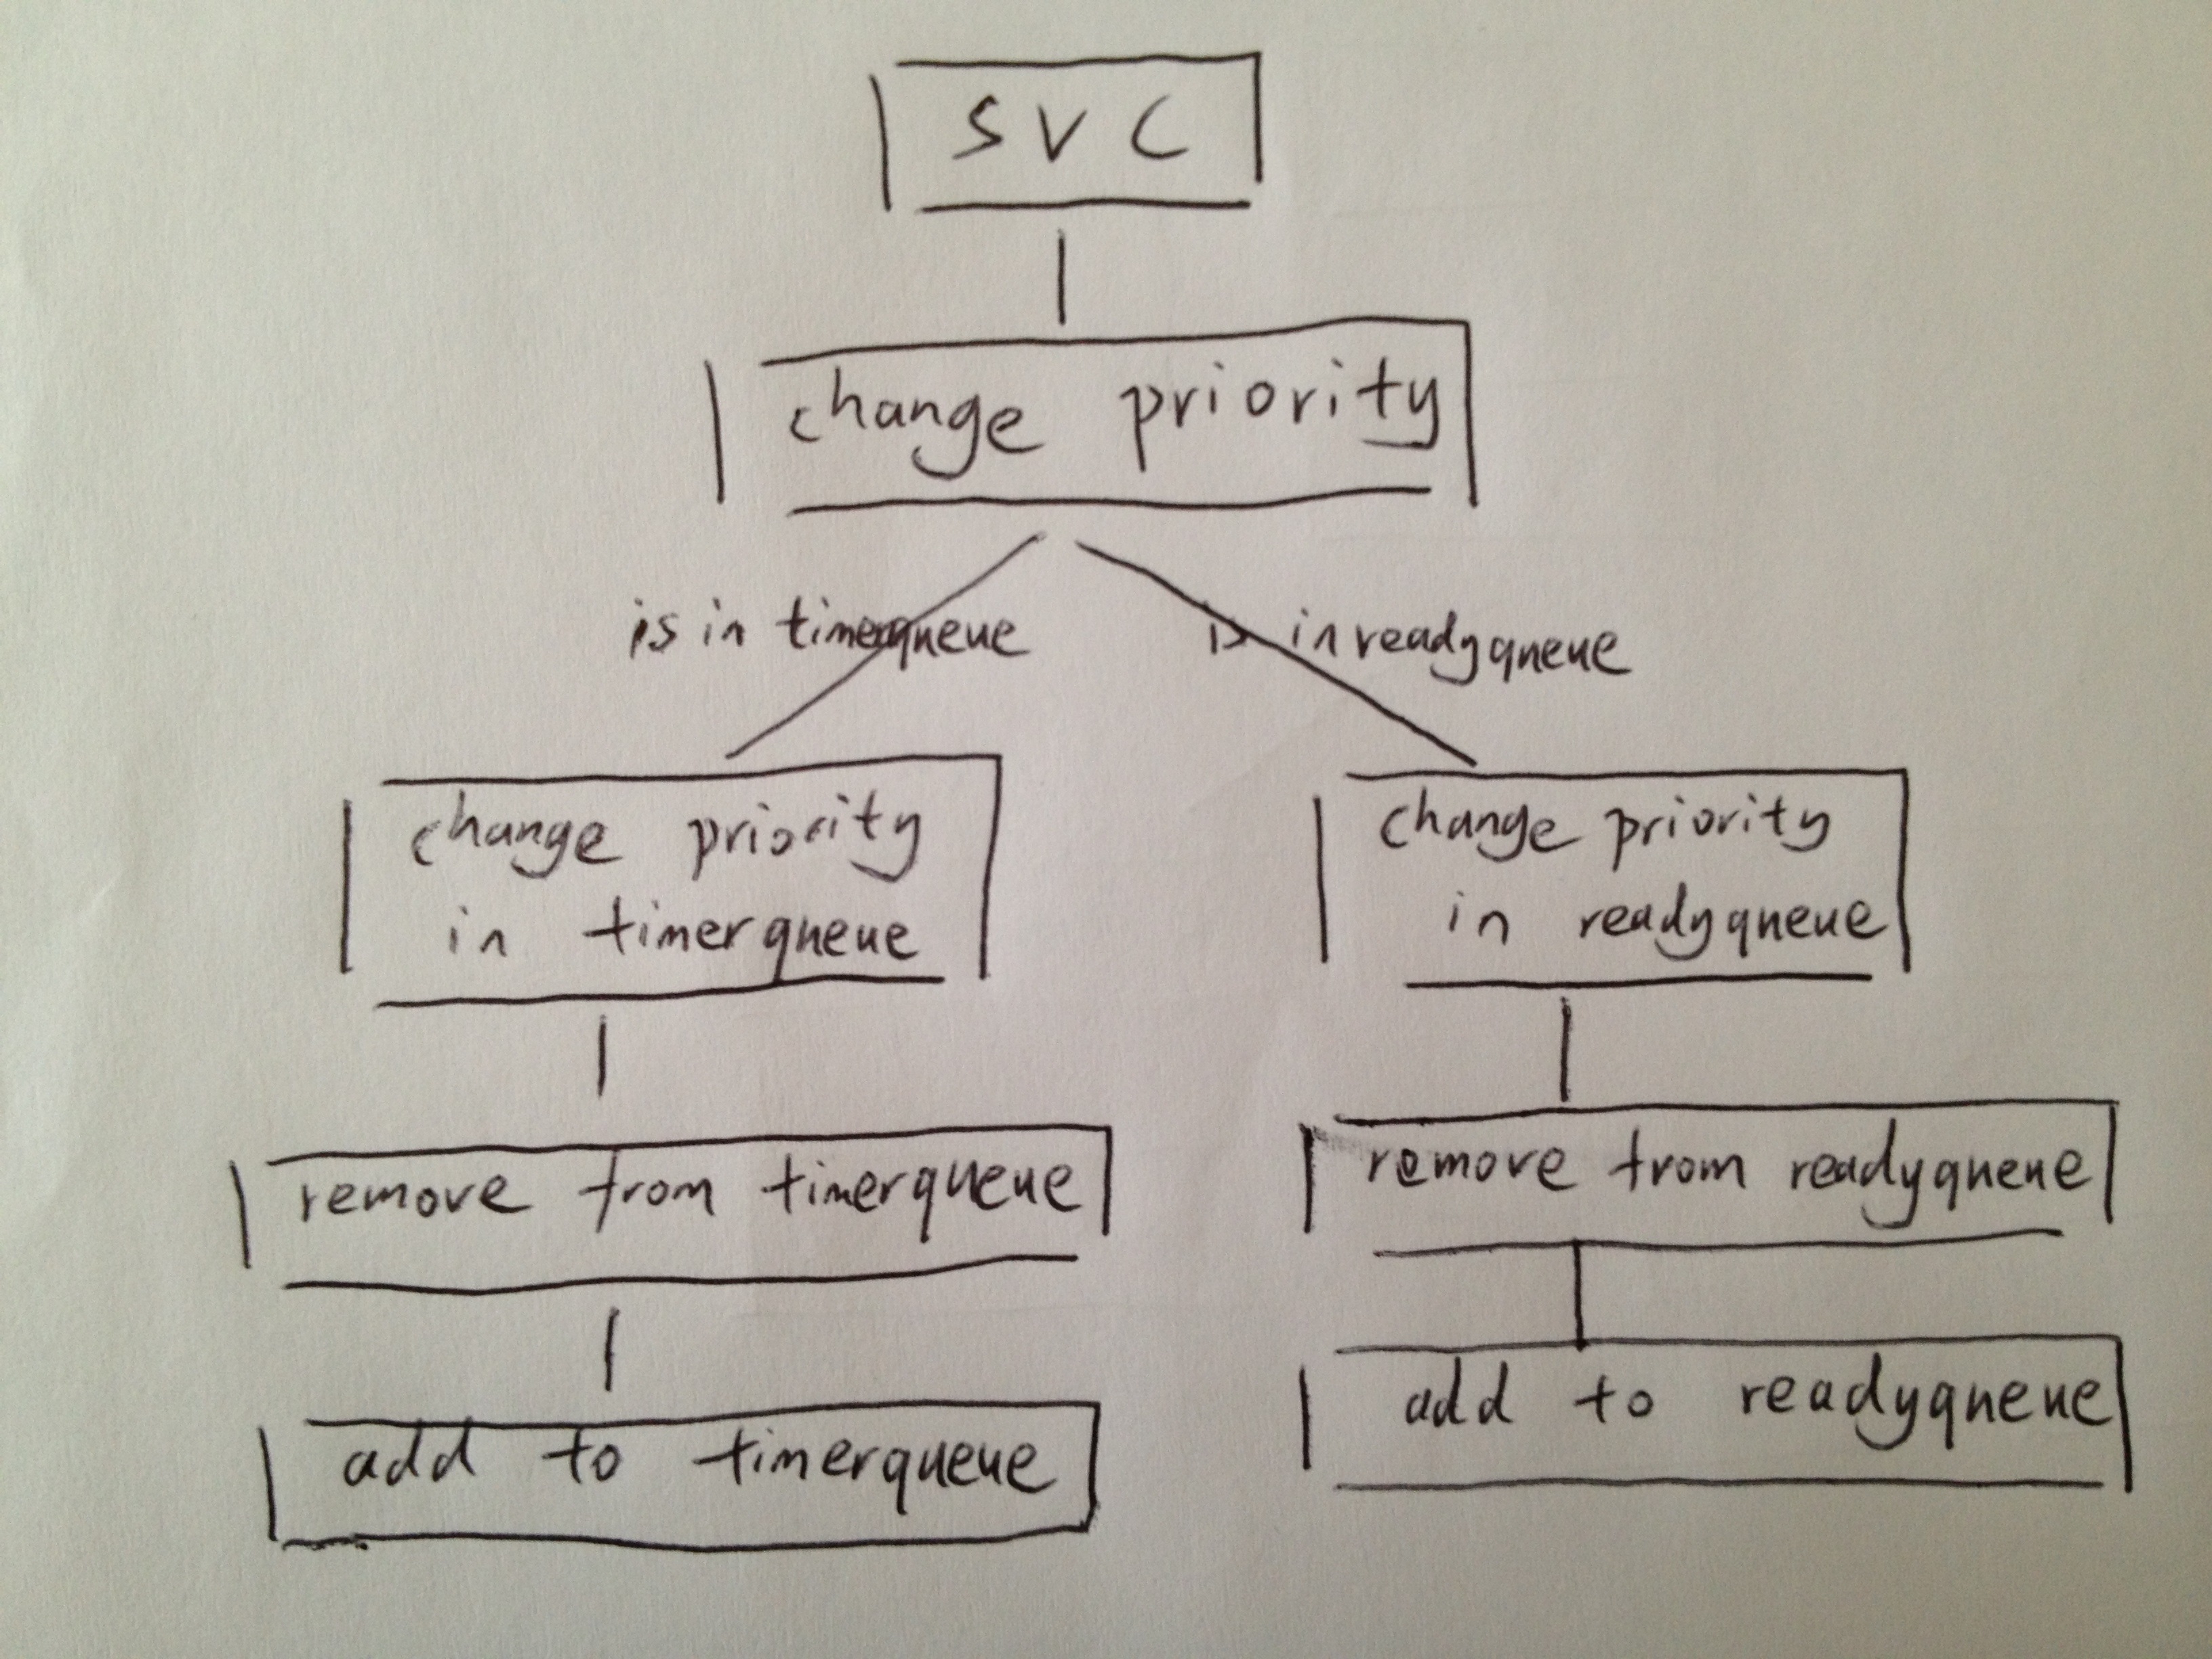 SVC
change priority
is in timerqueue
is in readyqueue
change priority
in timerqueue
change priority
in readyqueue
remove from timerqueue
remove from readyqueue
add to timerqueue
add to readyqueue